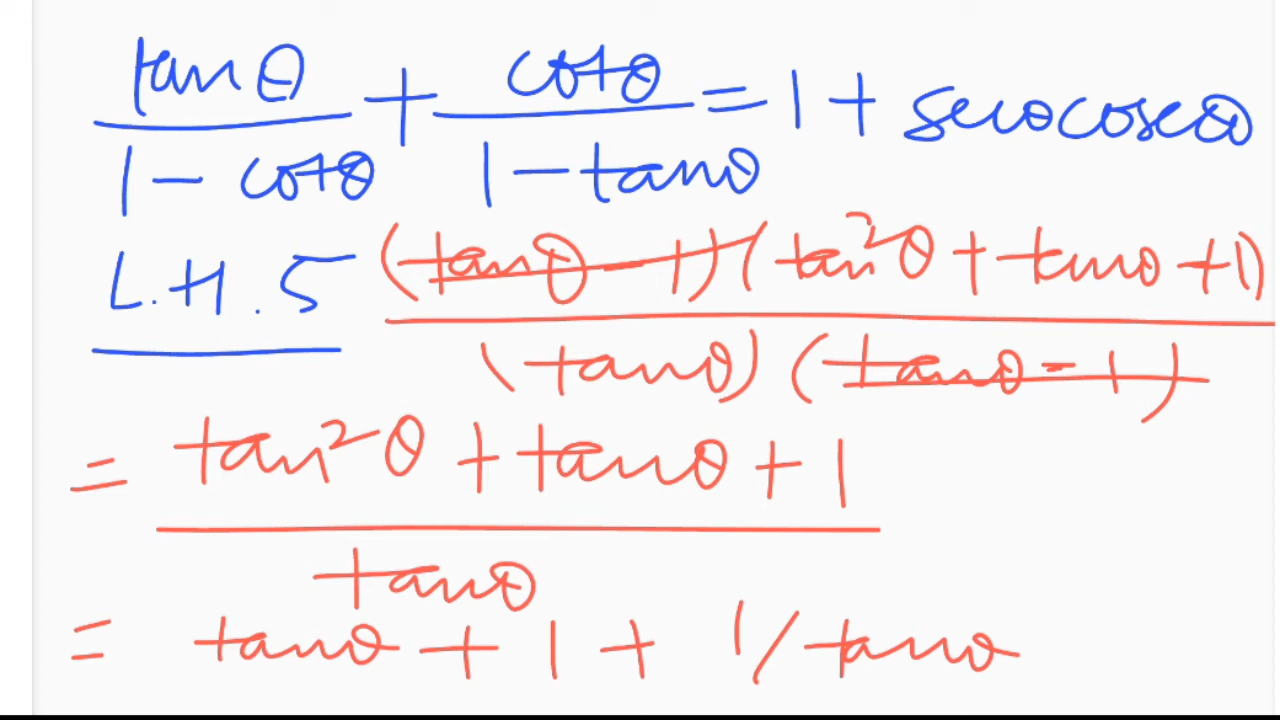 tanθ/1-cotθ + cotθ/1-tanθ = 1 + secθcosecθ
L.H.S (tanθ-1)(tan²θ+tanθ+1)/(tanθ)(tanθ-1)
= tan²θ+tanθ+1/tanθ
= tanθ + 1 + 1/tanθ